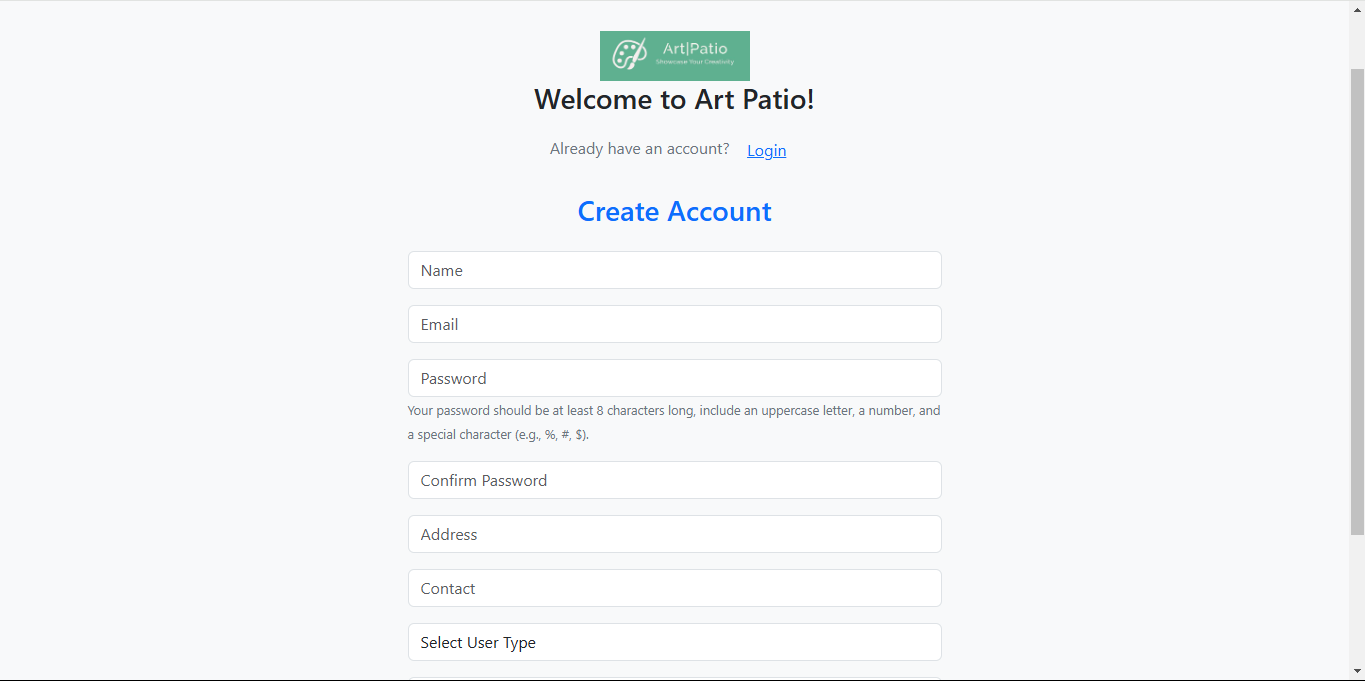 Art|Patio
Showcase Your Creativity
Welcome to Art Patio!
Already have an account? Login
Create Account
Name
Email
Password
Your password should be at least 8 characters long, include an uppercase letter, a number, and
a special character (e.g., %, #, $).
Confirm Password
Address
Contact
Select User Type